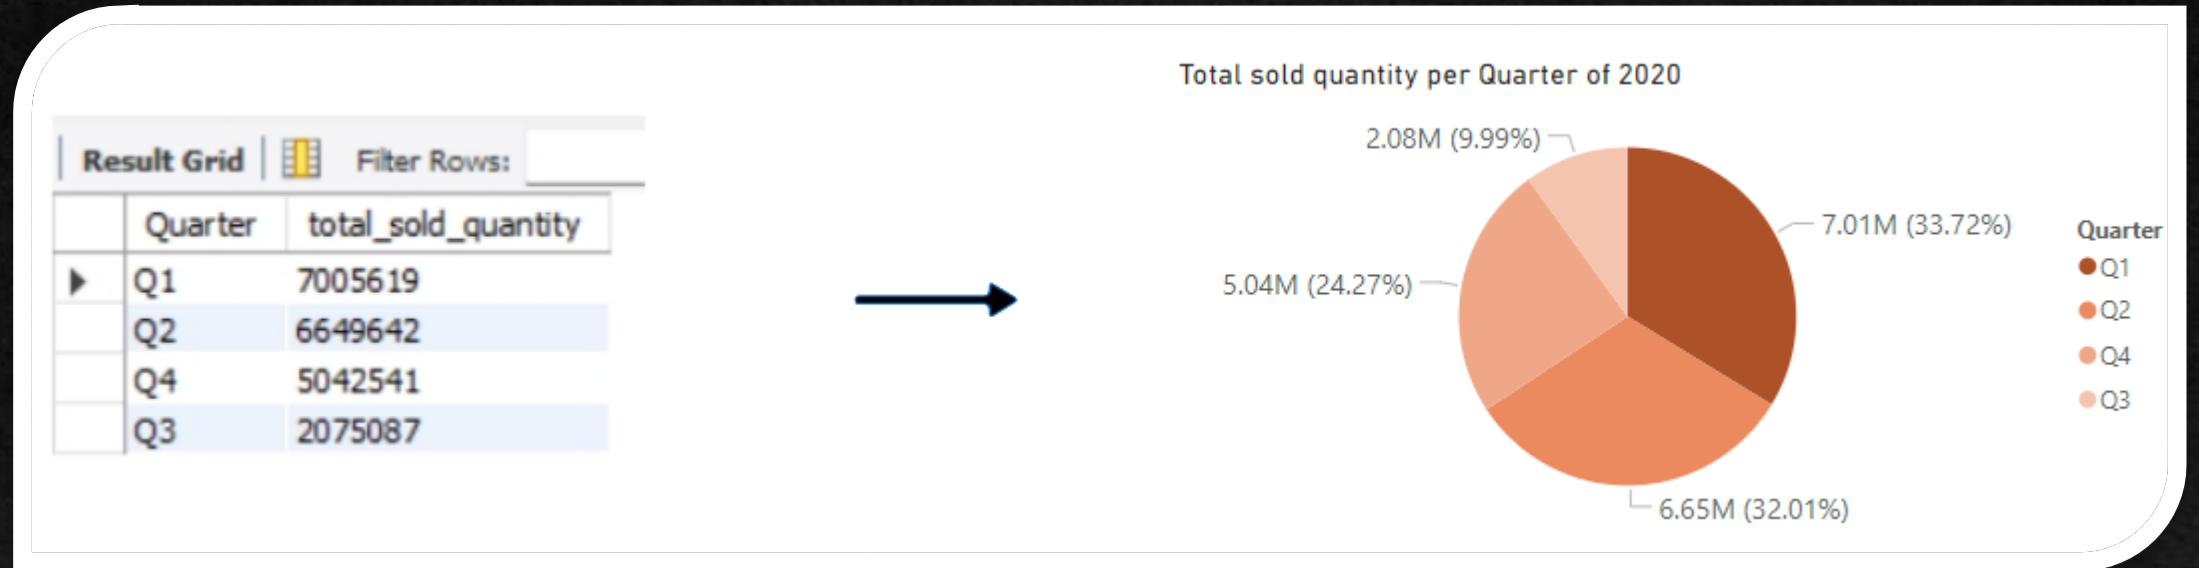 Result Grid Filter Rows:
Quarter total_sold_quantity
Q1 7005619
Q2 6649642
Q4 5042541
Q3 2075087
Total sold quantity per Quarter of 2020
2.08M (9.99%)
7.01M (33.72%)
5.04M (24.27%)
6.65M (32.01%)
Quarter
Q1
Q2
Q4
Q3